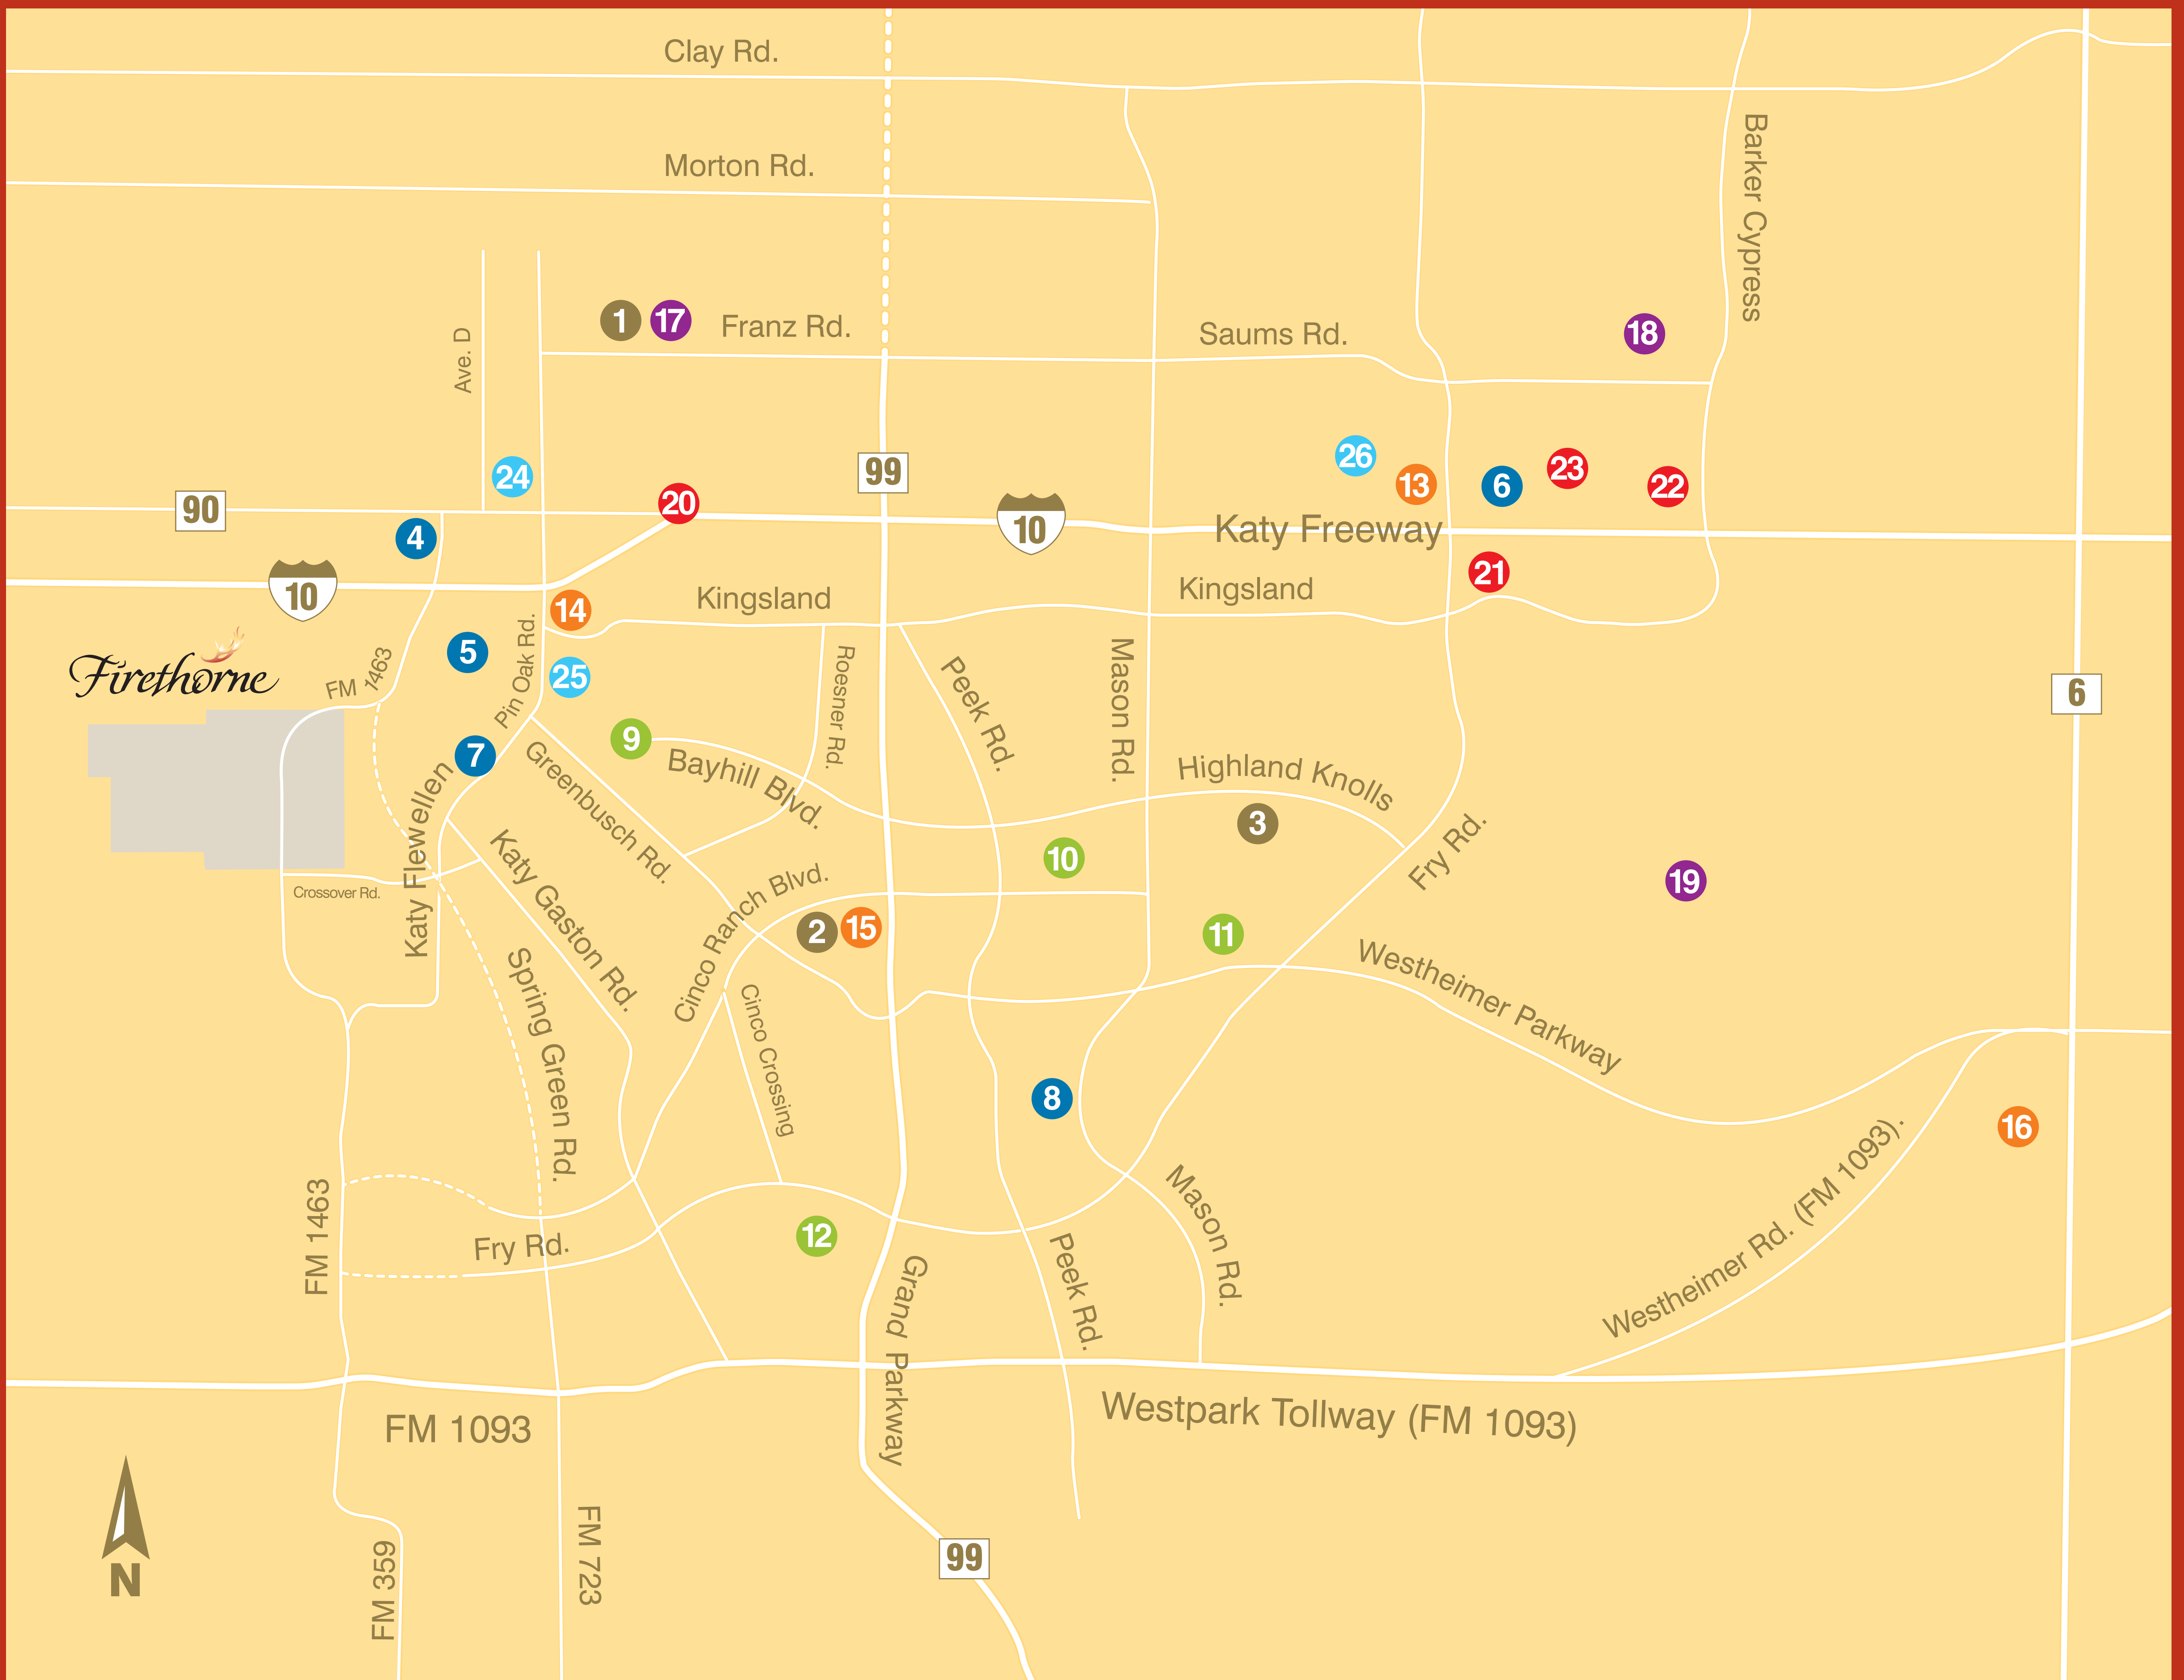 Clay Rd.
Morton Rd.
Barker Cypress
Franz Rd.
Saums Rd.
Ave. D
1
17
18
24
20
99
26
13
6
23
22
90
4
10
Katy Freeway
10
14
Kingsland
Kingsland
21
Firethorne
FM 1463
5
Pin Oak Rd.
25
Roesner Rd.
Peek Rd.
Mason Rd.
6
7
9
Bayhill Blvd.
Greenbusch Rd.
Highland Knolls
3
Katy Flewellen
Katy Gaston Rd.
10
Fry Rd.
19
Crossover Rd.
Cinco Ranch Blvd.
2
15
11
Westheimer Parkway
Spring Green Rd.
Cinco Crossing
8
16
Westheimer Rd. (FM 1093).
FM 1463
Fry Rd.
12
Mason Rd.
Peek Rd.
Grand Parkway
FM 1093
Westpark Tollway (FM 1093)
N
FM 359
FM 723
99